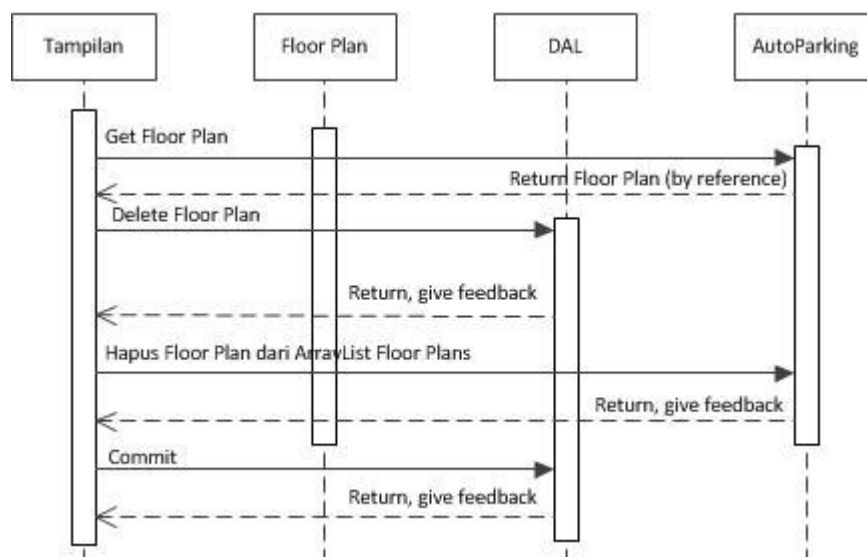 Tampilan
Floor Plan
DAL
AutoParking
Get Floor Plan
Return Floor Plan (by reference)
Delete Floor Plan
Return, give feedback
Hapus Floor Plan dari ArrayList Floor Plans
Return, give feedback
Commit
Return, give feedback